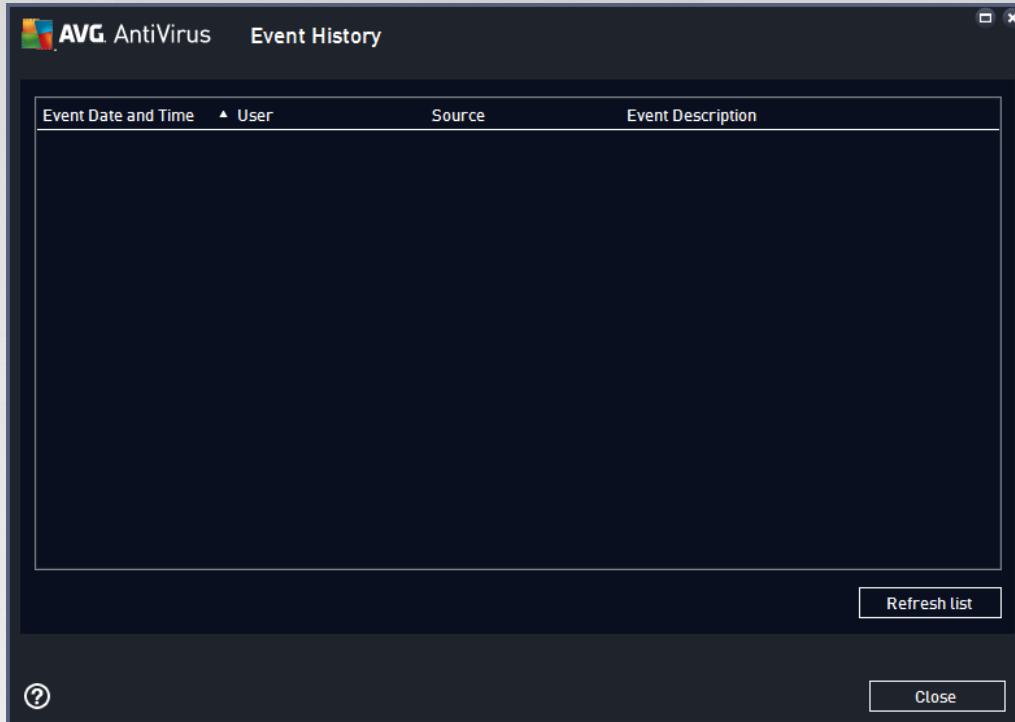 AVG AntiVirus Event History
Event Date and Time User Source Event Description
Refresh list
?
Close